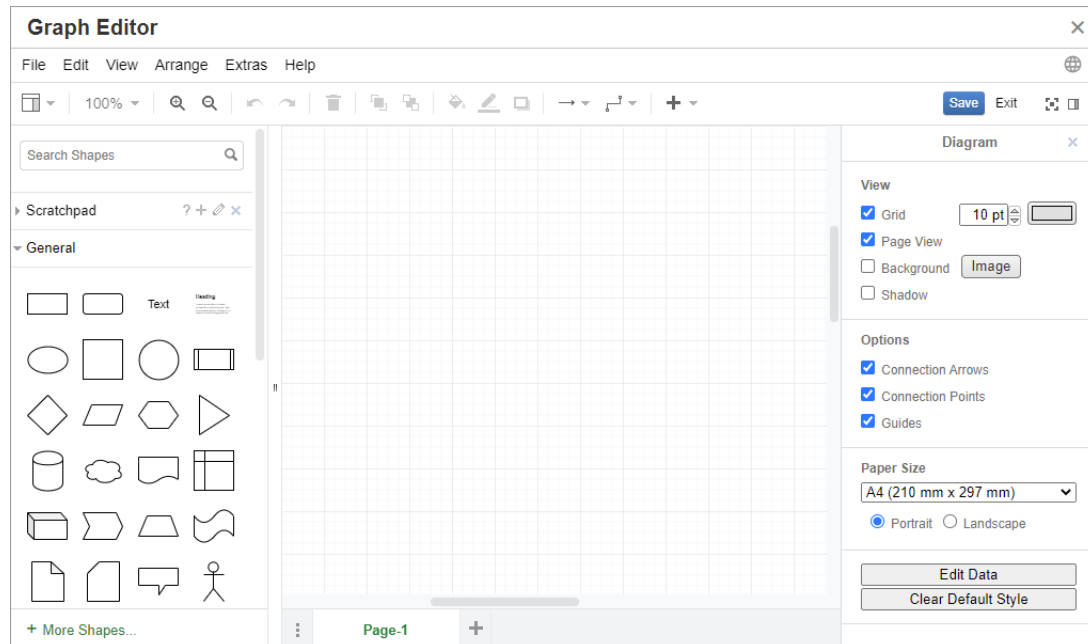 Graph Editor
File Edit View Arrange Extras Help
100%
Save Exit
Search Shapes
Scratchpad
?
General
Text
Heading
+ More Shapes...
Page-1
Diagram
View
Grid 10 pt
Page View
Background Image
Shadow
Options
Connection Arrows
Connection Points
Guides
Paper Size
A4 (210 mm x 297 mm)
Portrait Landscape
Edit Data
Clear Default Style